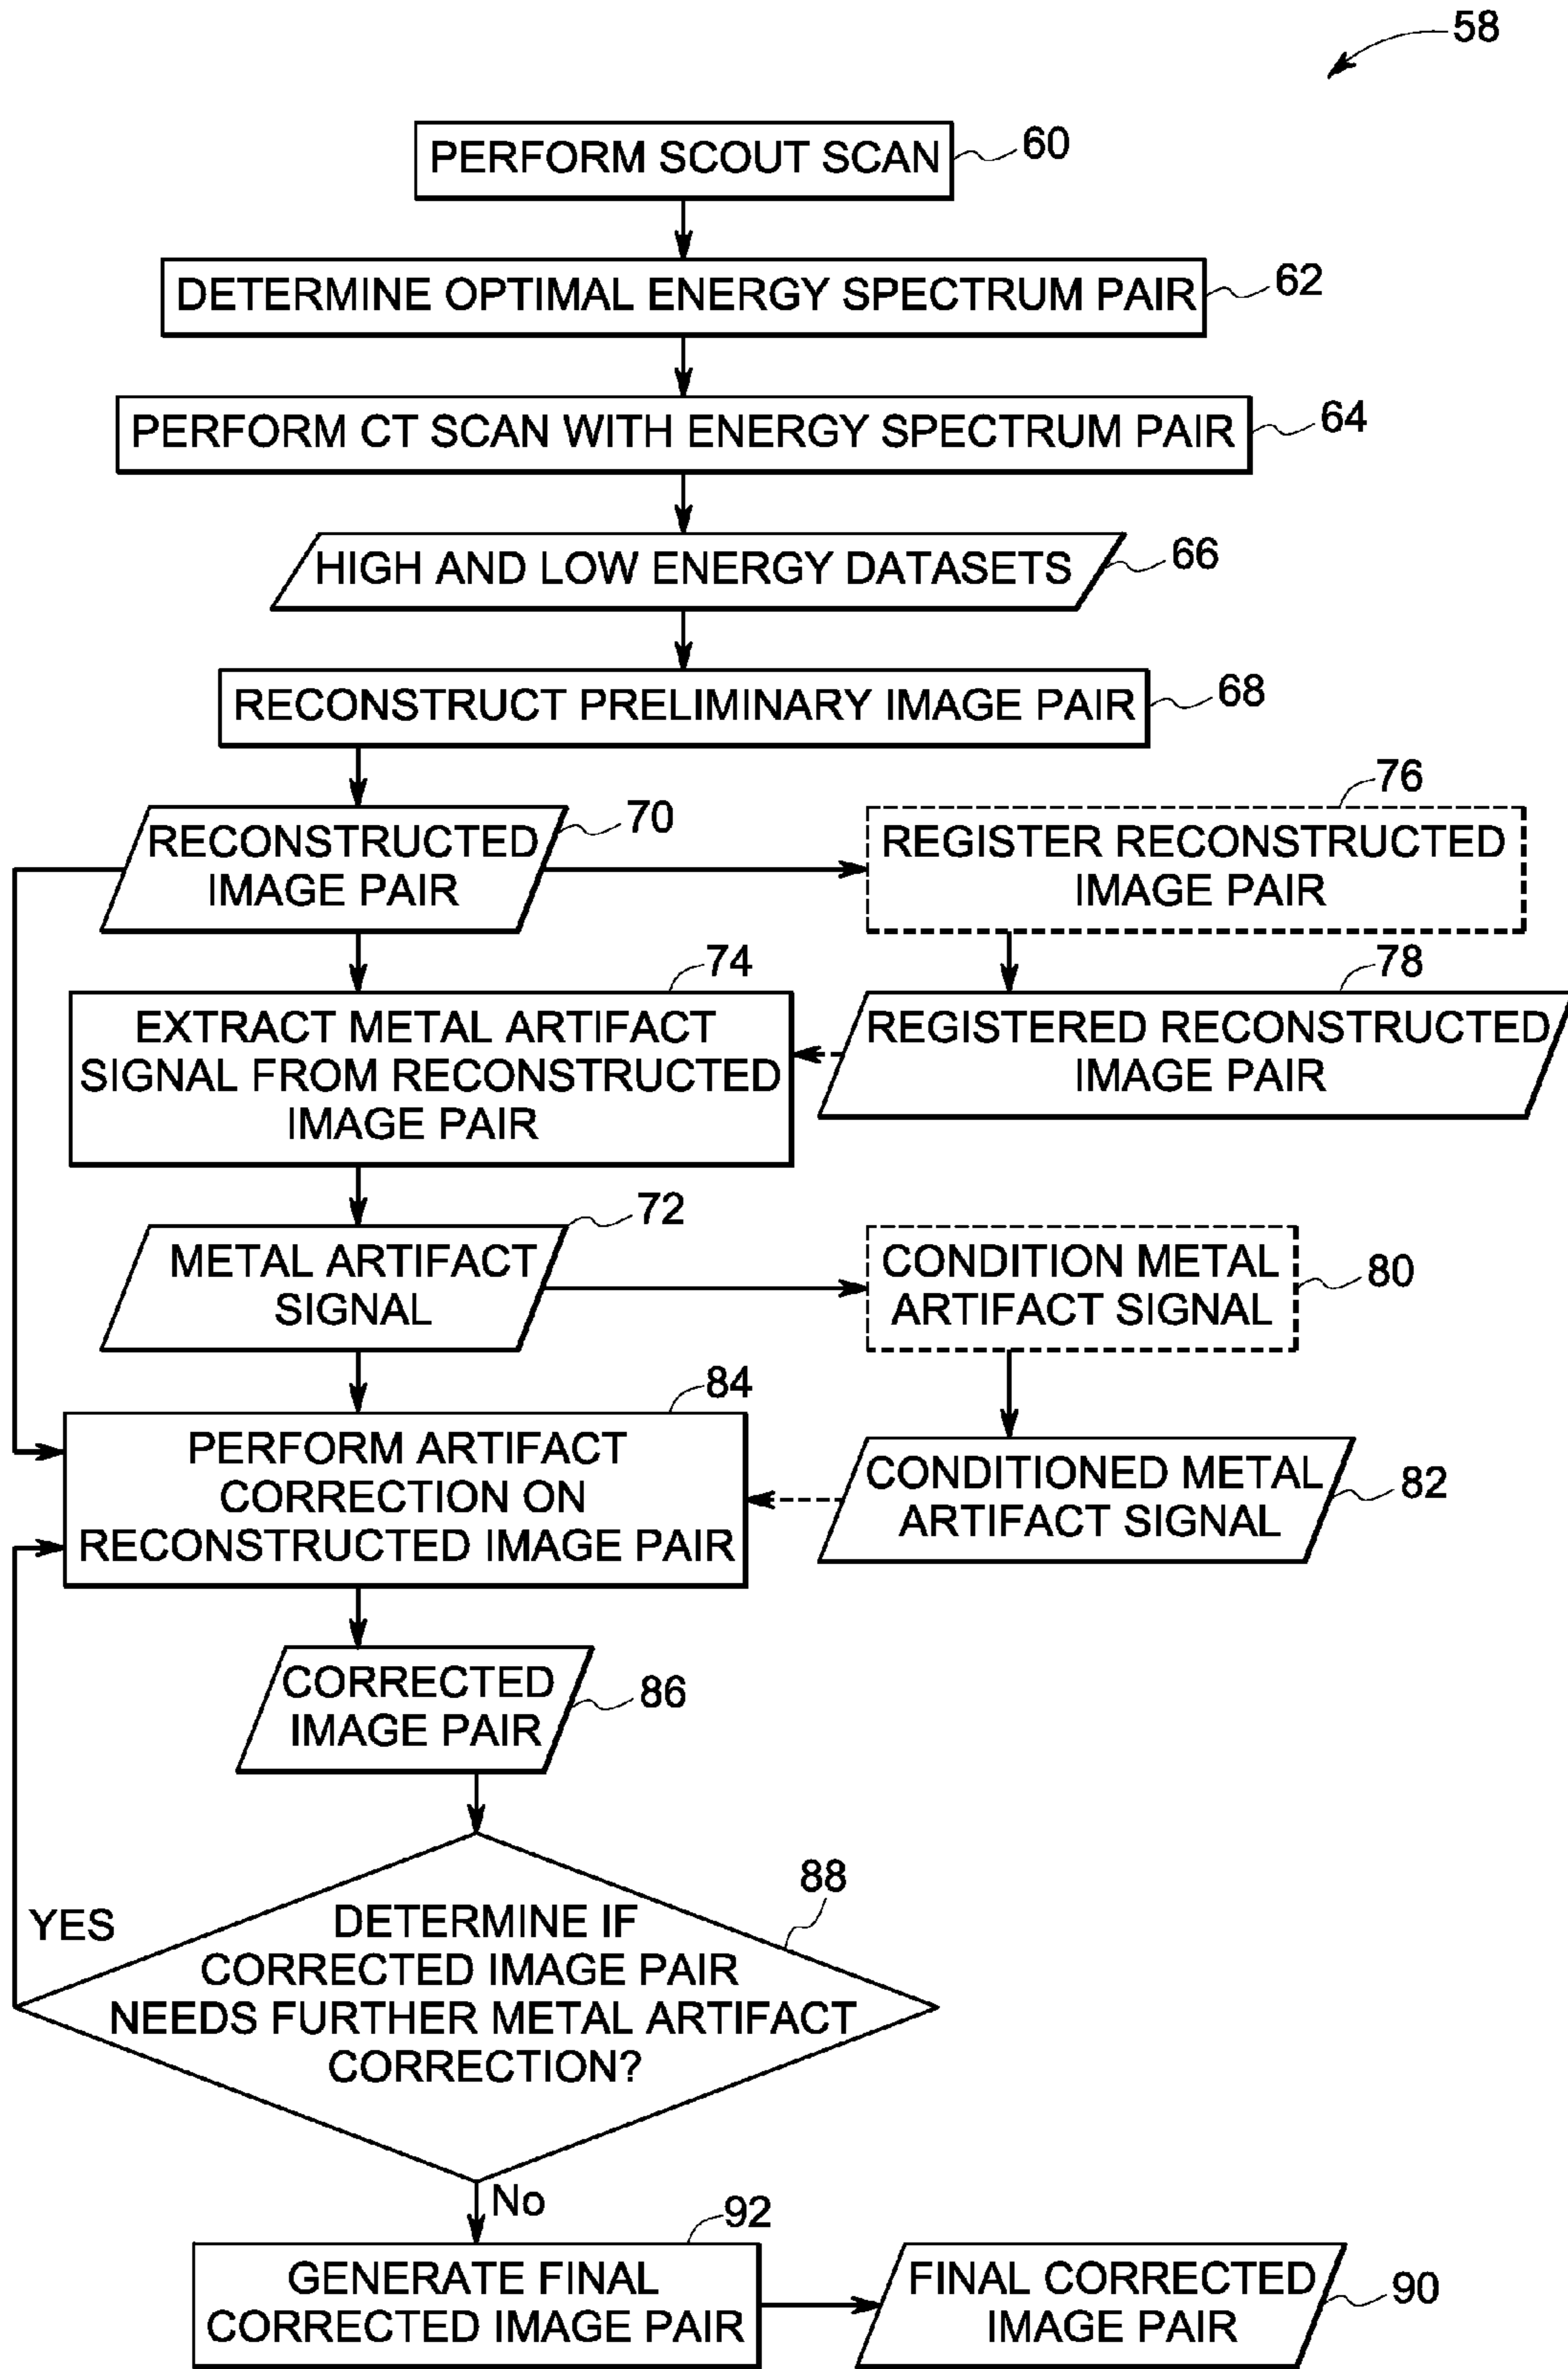 58
PERFORM SCOUT SCAN
60
DETERMINE OPTIMAL ENERGY SPECTRUM PAIR
62
PERFORM CT SCAN WITH ENERGY SPECTRUM PAIR
64
HIGH AND LOW ENERGY DATASETS
66
RECONSTRUCT PRELIMINARY IMAGE PAIR
68
RECONSTRUCTED
IMAGE PAIR
70
76
REGISTER RECONSTRUCTED
IMAGE PAIR
74
EXTRACT METAL ARTIFACT
SIGNAL FROM RECONSTRUCTED
IMAGE PAIR
78
REGISTERED RECONSTRUCTED
IMAGE PAIR
72
METAL ARTIFACT
SIGNAL
CONDITION METAL
ARTIFACT SIGNAL
80
84
PERFORM ARTIFACT
CORRECTION ON
RECONSTRUCTED IMAGE PAIR
CONDITIONED METAL
ARTIFACT SIGNAL
82
CORRECTED
IMAGE PAIR
86
88
YES
DETERMINE IF
CORRECTED IMAGE PAIR
NEEDS FURTHER METAL ARTIFACT
CORRECTION?
No
92
GENERATE FINAL
CORRECTED IMAGE PAIR
FINAL CORRECTED
IMAGE PAIR
90